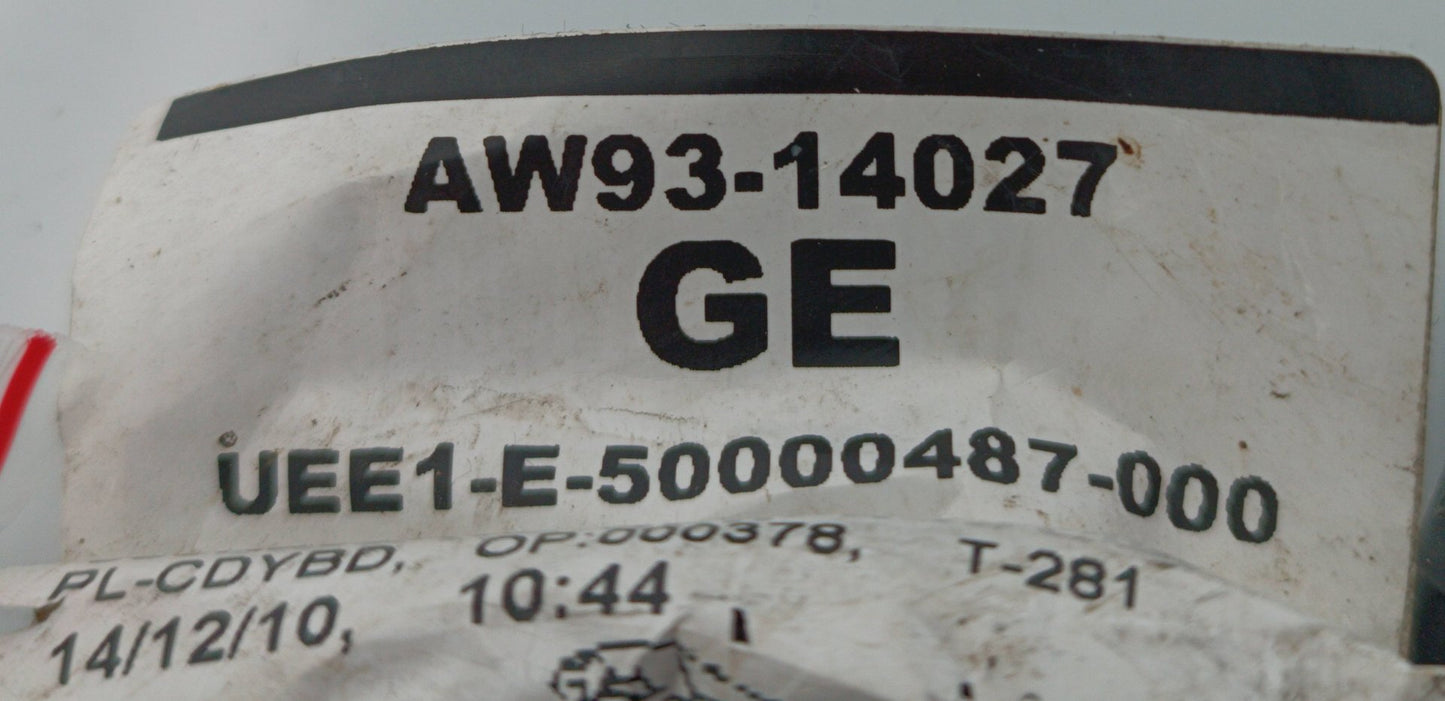 AW93-14027
GE
UEE1-E-50000487-000
PL-CDYBD, OP:000378, T-281
14/12/10, 10:44